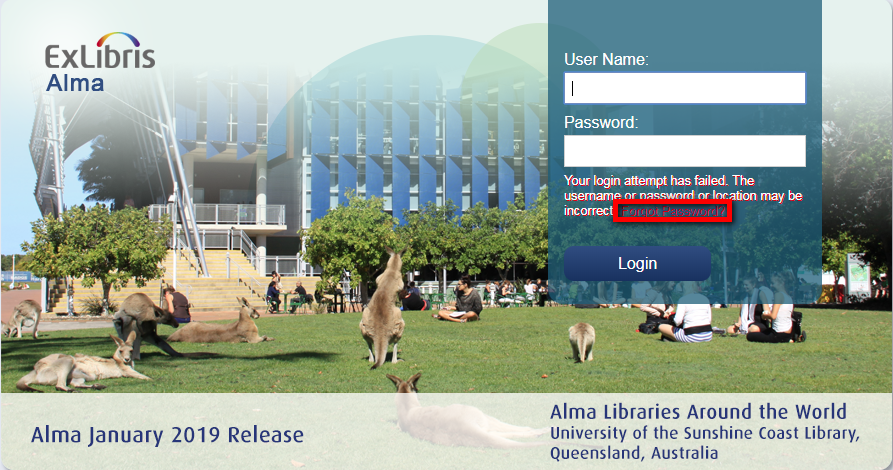 ExLibris
Alma
User Name:
Password:
Your login attempt has failed. The
username or password or location may be
incorrect Forgot Password?
Login
Alma January 2019 Release
Alma Libraries Around the World
University of the Sunshine Coast Library,
Queensland, Australia